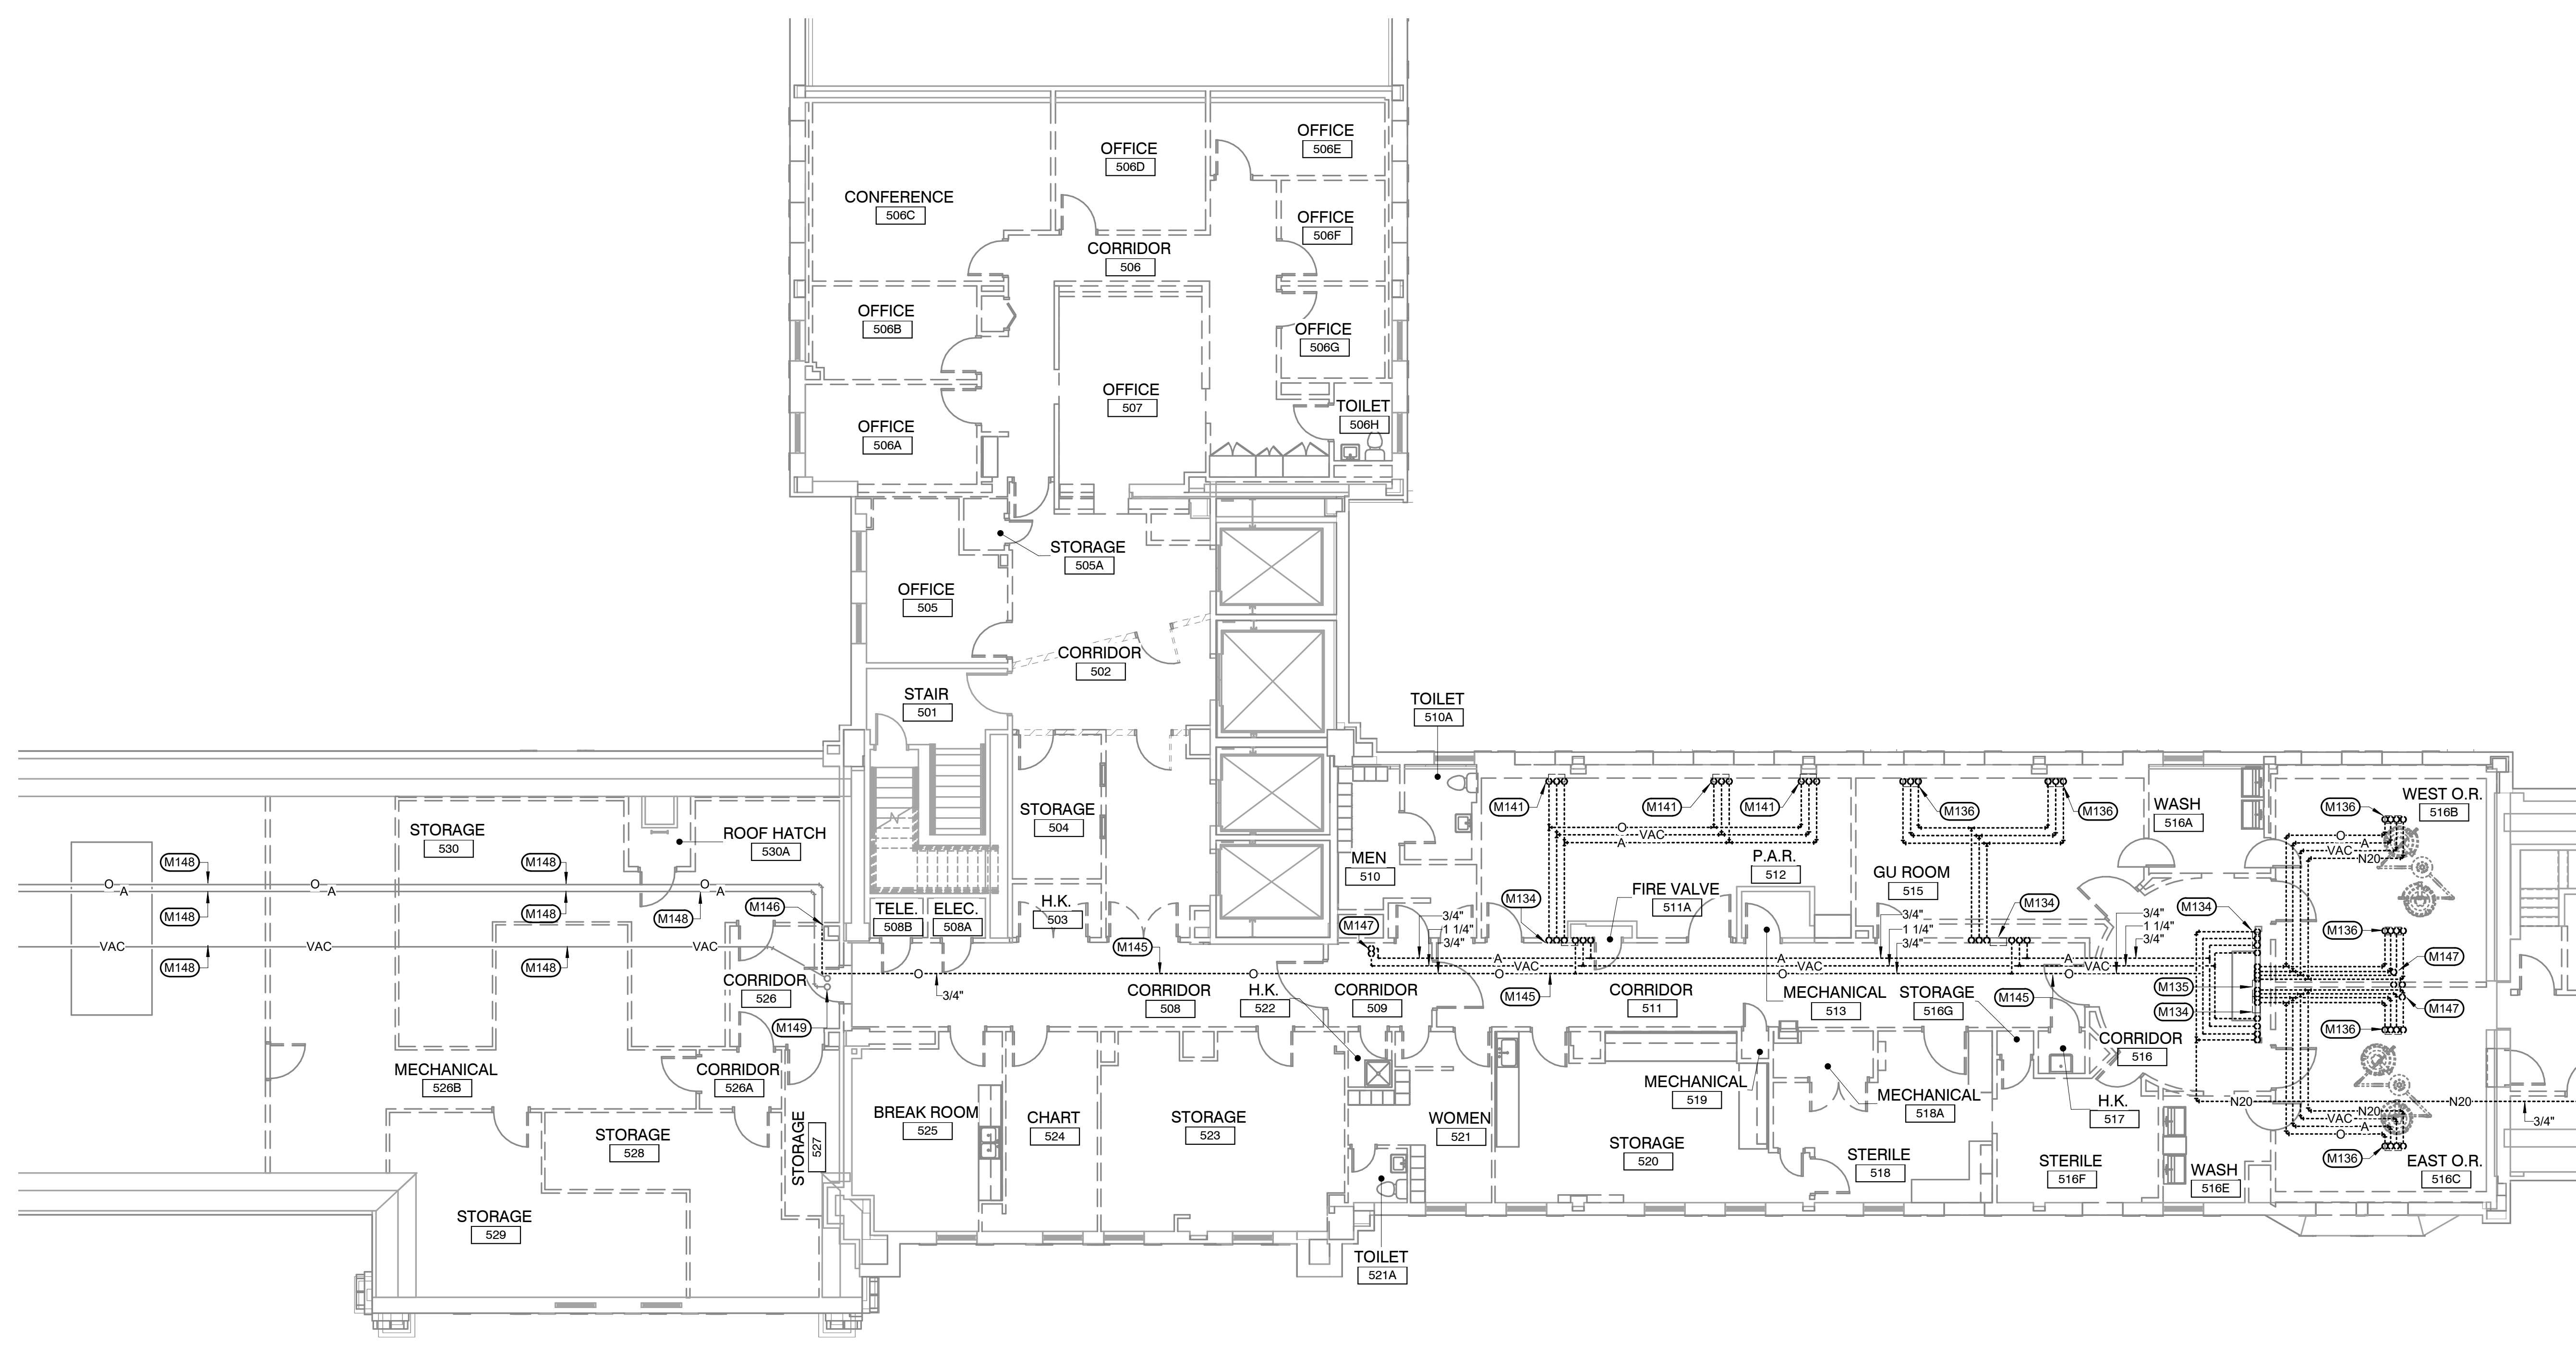 OFFICE
506E
OFFICE
506D
CONFERENCE
506C
OFFICE
506F
CORRIDOR
506
OFFICE
506B
OFFICE
506G
OFFICE
507
TOILET
506H
OFFICE
506A
STORAGE
505A
OFFICE
505
CORRIDOR
502
STAIR
501
TOILET
510A
STORAGE
504
STORAGE
530
ROOF HATCH
530A
M148
M148
O
A
O
A
O
A
M148
M148
M148
M146
VAC
VAC
VAC
M148
M148
TELE.
508B
ELEC.
508A
H.K.
503
M145
MEN
510
M147
3/4"
1 1/4"
3/4"
M141
M141
M141
O
VAC
A
M134
FIRE VALVE
511A
P.A.R.
512
M136
M136
GU ROOM
515
M134
3/4"
1 1/4"
3/4"
WASH
516A
M134
3/4"
1 1/4"
3/4"
WEST O.R.
516B
M136
O
A
VAC
N20
M136
M147
M135
M134
M147
M136
A
A
A
VAC
VAC
VAC
O
O
O
O
O
3/4"
CORRIDOR
526
M149
CORRIDOR
508
H.K.
522
CORRIDOR
509
M145
CORRIDOR
511
MECHANICAL
513
STORAGE
516G
M145
CORRIDOR
516
MECHANICAL
526B
CORRIDOR
526A
STORAGE
527
BREAK ROOM
525
CHART
524
STORAGE
523
WOMEN
521
MECHANICAL
519
MECHANICAL
518A
H.K.
517
N20
N20
N20
3/4"
VAC
A
O
M136
EAST O.R.
516C
STORAGE
528
STORAGE
520
STERILE
518
STERILE
516F
WASH
516E
STORAGE
529
TOILET
521A